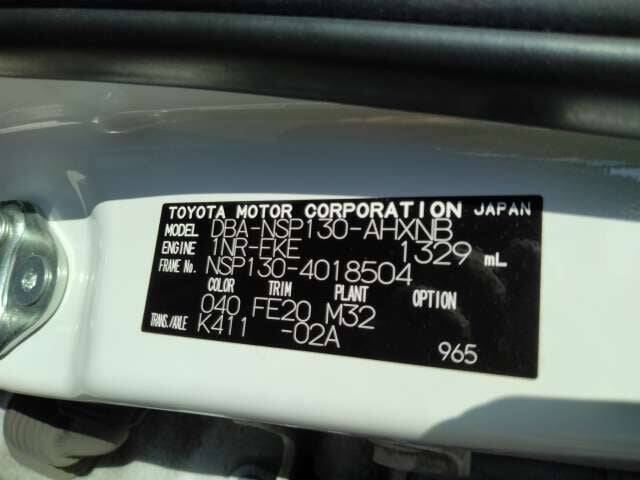 TOYOTA MOTOR CORPORATION JAPAN
MODEL DBA-NSP130-AHXNB
ENGINE 1NR-FKE 1329 mL
FRAME No. NSP130-4018504
COLOR TRIM PLANT OPTION
040 FE20 M32
TRANS./AXLE K411 -02A
965